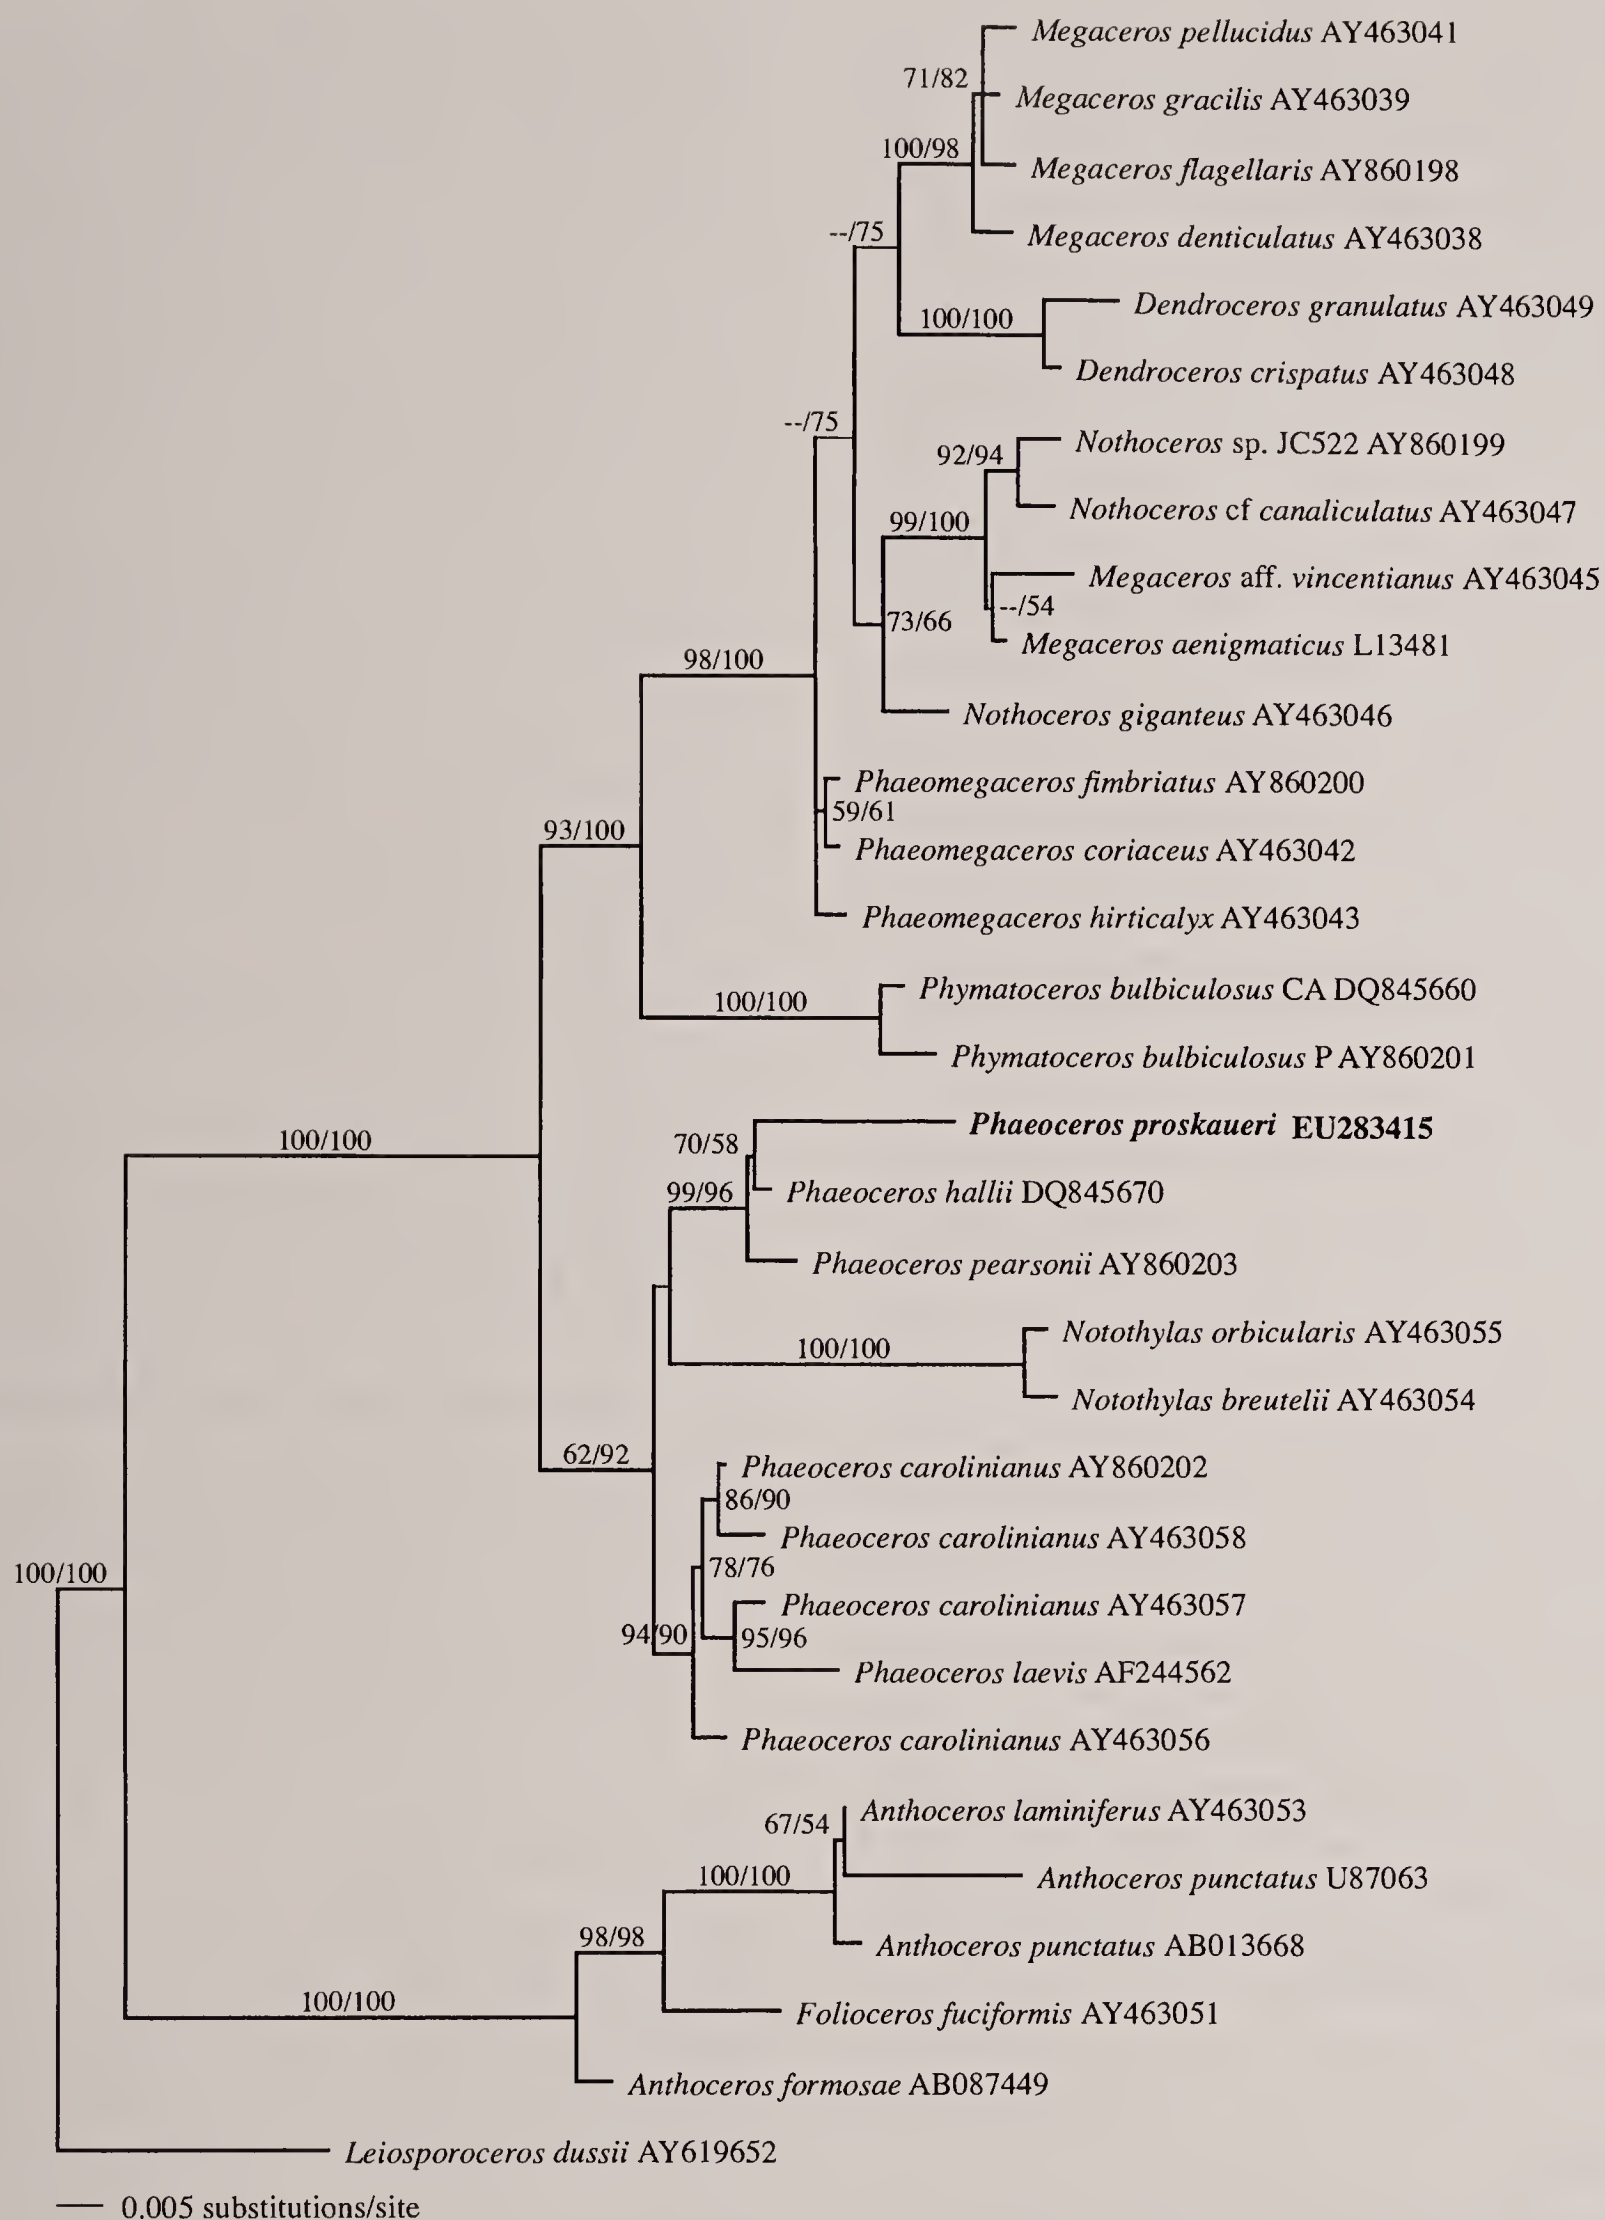 Megaceros pellucidus AY463041
71/82
Megaceros gracilis AY463039
100/98
Megaceros flagellaris AY860198
--/75
Megaceros denticulatus AY463038
Dendroceros granulatus AY463049
100/100
Dendroceros crispatus AY463048
--/75
Nothoceros sp. JC522 AY860199
92/94
Nothoceros cf canaliculatus AY463047
99/100
Megaceros aff. vincentianus AY463045
--/54
73/66
Megaceros aenigmaticus L13481
98/100
Nothoceros giganteus AY463046
Phaeomegaceros fimbriatus AY860200
59/61
93/100
Phaeomegaceros coriaceus AY463042
Phaeomegaceros hirticalyx AY463043
Phymatoceros bulbiculosus CA DQ845660
100/100
Phymatoceros bulbiculosus P AY860201
Phaeoceros proskaueri EU283415
100/100
70/58
Phaeoceros hallii DQ845670
99/96
Phaeoceros pearsonii AY860203
Notothylas orbicularis AY463055
100/100
Notothylas breutelii AY463054
62/92
Phaeoceros carolinianus AY860202
86/90
Phaeoceros carolinianus AY463058
100/100
78/76
Phaeoceros carolinianus AY463057
94/90
95/96
Phaeoceros laevis AF244562
Phaeoceros carolinianus AY463056
Anthoceros laminiferus AY463053
67/54
100/100
Anthoceros punctatus U87063
98/98
Anthoceros punctatus AB013668
100/100
Folioceros fuciformis AY463051
Anthoceros formosae AB087449
Leiosporoceros dussii AY619652
0.005 substitutions/site